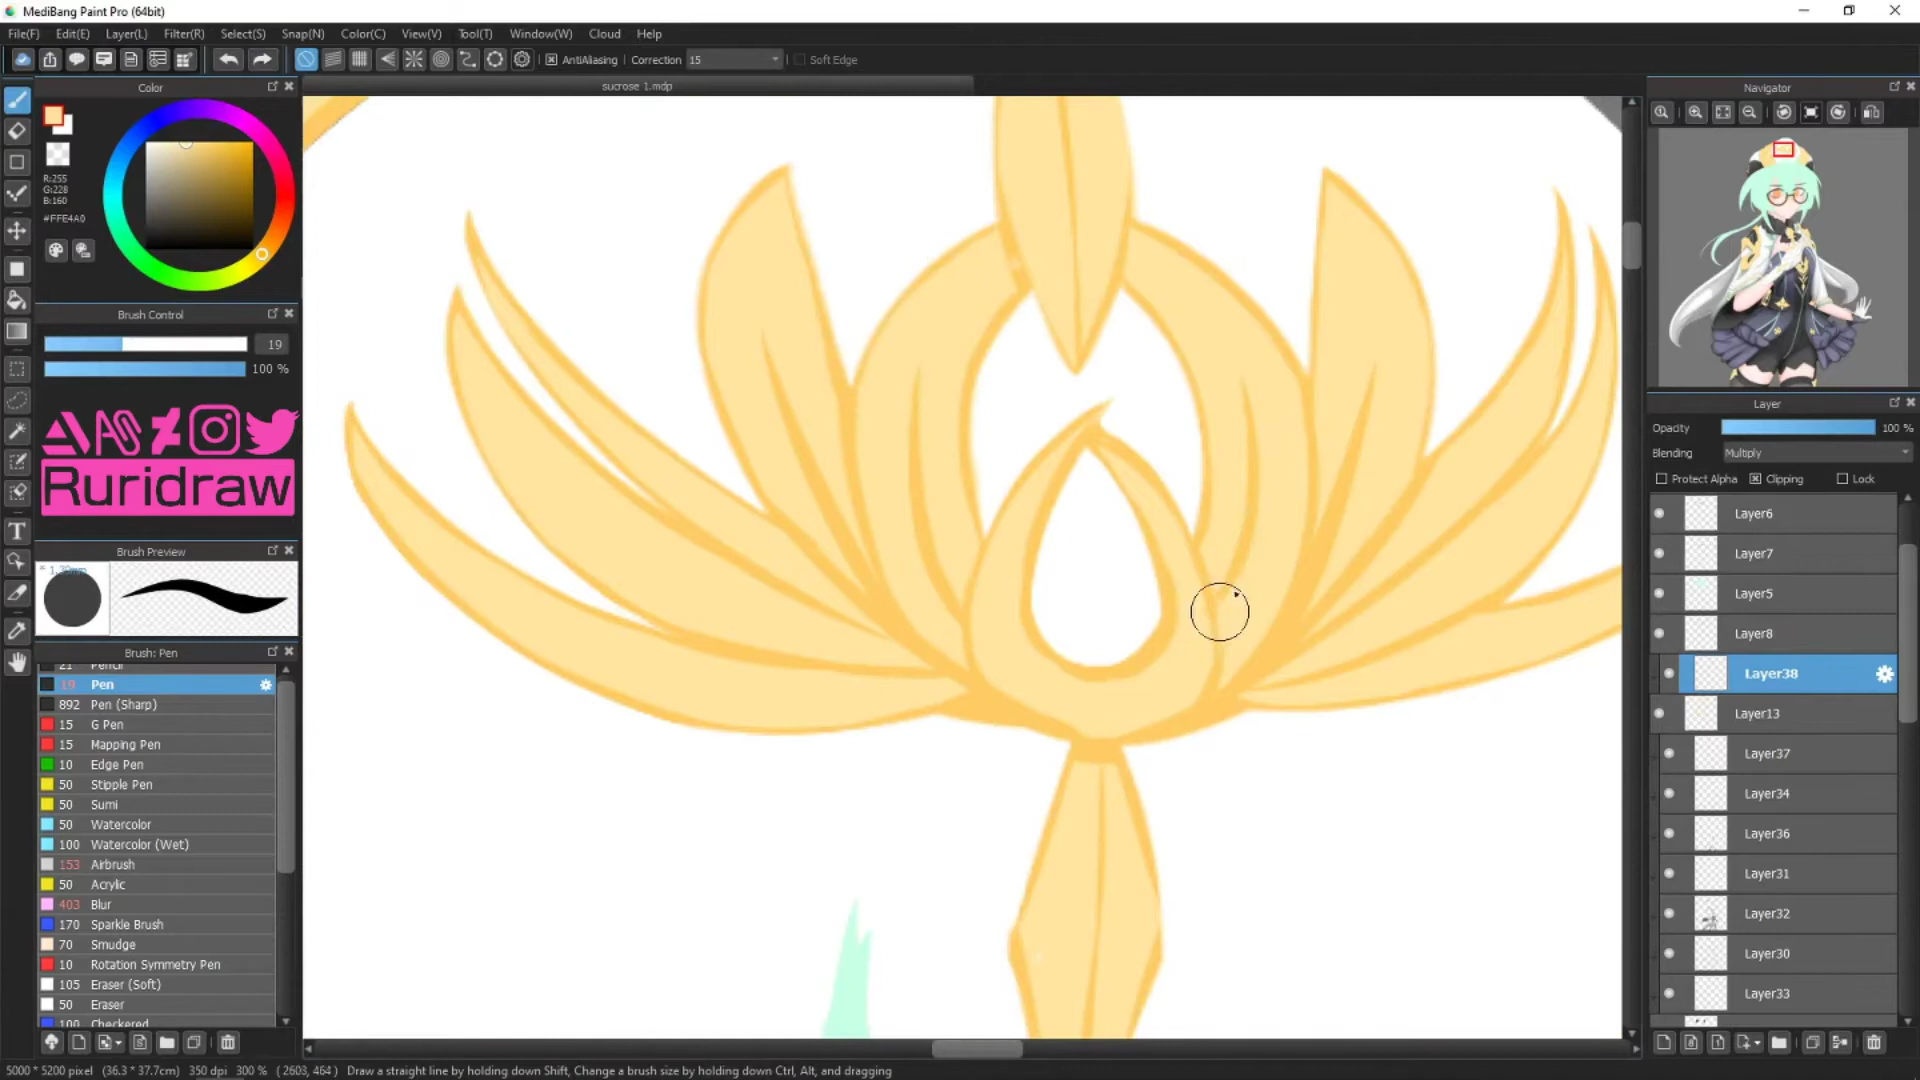 MediBang Paint Pro (64bit)
File(F) Edit(E) Layer(L) Filter(R) Select(S) Snap(N) Color(C) View(V) Tool(T) Window(W) Cloud Help
AntiAliasing Correction 15 Soft Edge
Color
sucrose 1.mdp
Navigator
R:255
G:228
B:160
#FFE4A0
Brush Control
19
100 %
Ruridraw
Brush Preview
1.39mm
Brush: Pen
21 Pencil
19 Pen
892 Pen (Sharp)
15 G Pen
15 Mapping Pen
10 Edge Pen
50 Stipple Pen
50 Sumi
50 Watercolor
100 Watercolor (Wet)
153 Airbrush
50 Acrylic
403 Blur
170 Sparkle Brush
70 Smudge
10 Rotation Symmetry Pen
105 Eraser (Soft)
50 Eraser
100 Checkered
Layer
Opacity 100 %
Blending Multiply
Protect Alpha Clipping Lock
Layer6
Layer7
Layer5
Layer8
Layer38
Layer13
Layer37
Layer34
Layer36
Layer31
Layer32
Layer30
Layer33
5000 * 5200 pixel (36.3 * 37.7cm) 350 dpi 300 % ( 2603, 464 ) Draw a straight line by holding down Shift, Change a brush size by holding down Ctrl, Alt, and dragging